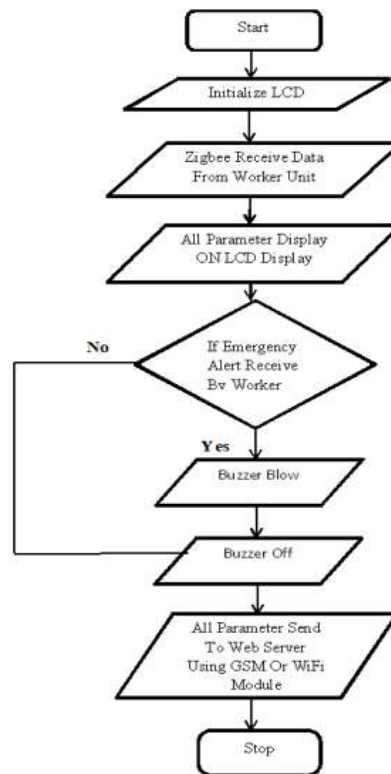 Start
Initialize LCD
Zigbee Receive Data
From Worker Unit
All Parameter Display
ON LCD Display
No
If Emergency
Alert Receive
By Worker
Yes
Buzzer Blow
Buzzer Off
All Parameter Send
To Web Server
Using GSM Or WiFi
Module
Stop